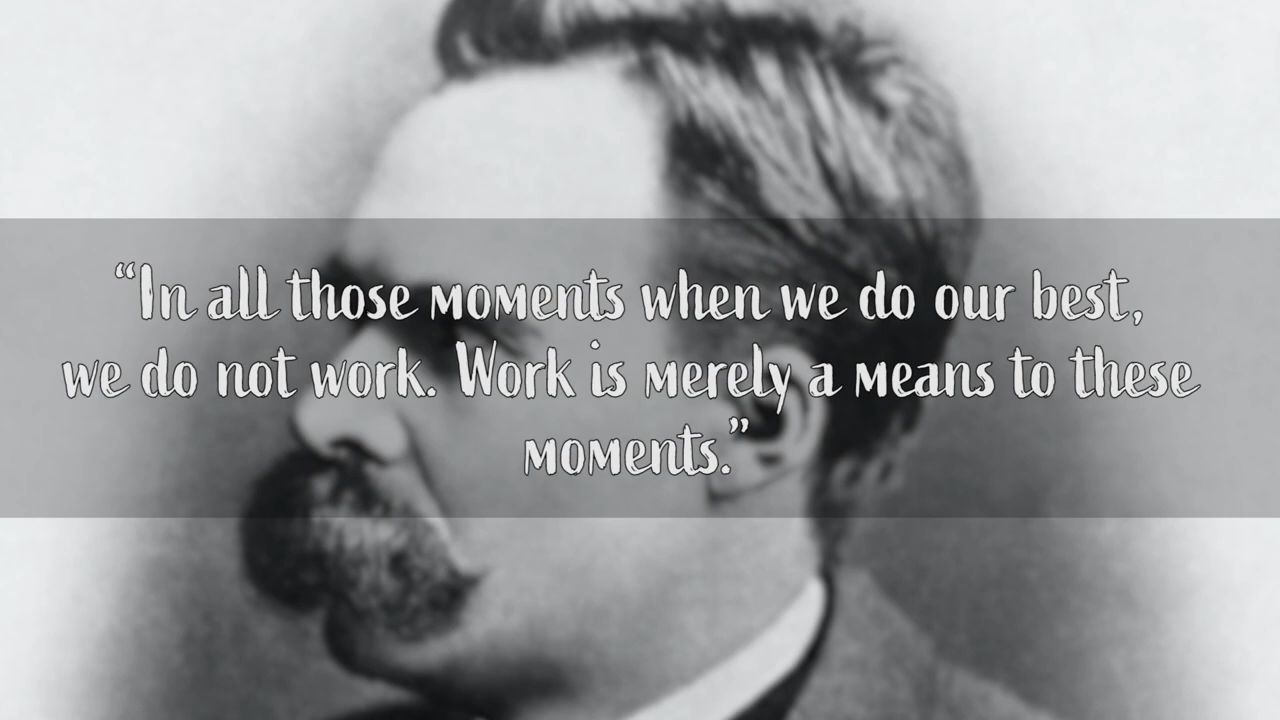 “In all those moments when we do our best,
we do not work. Work is merely a means to these
moments.”